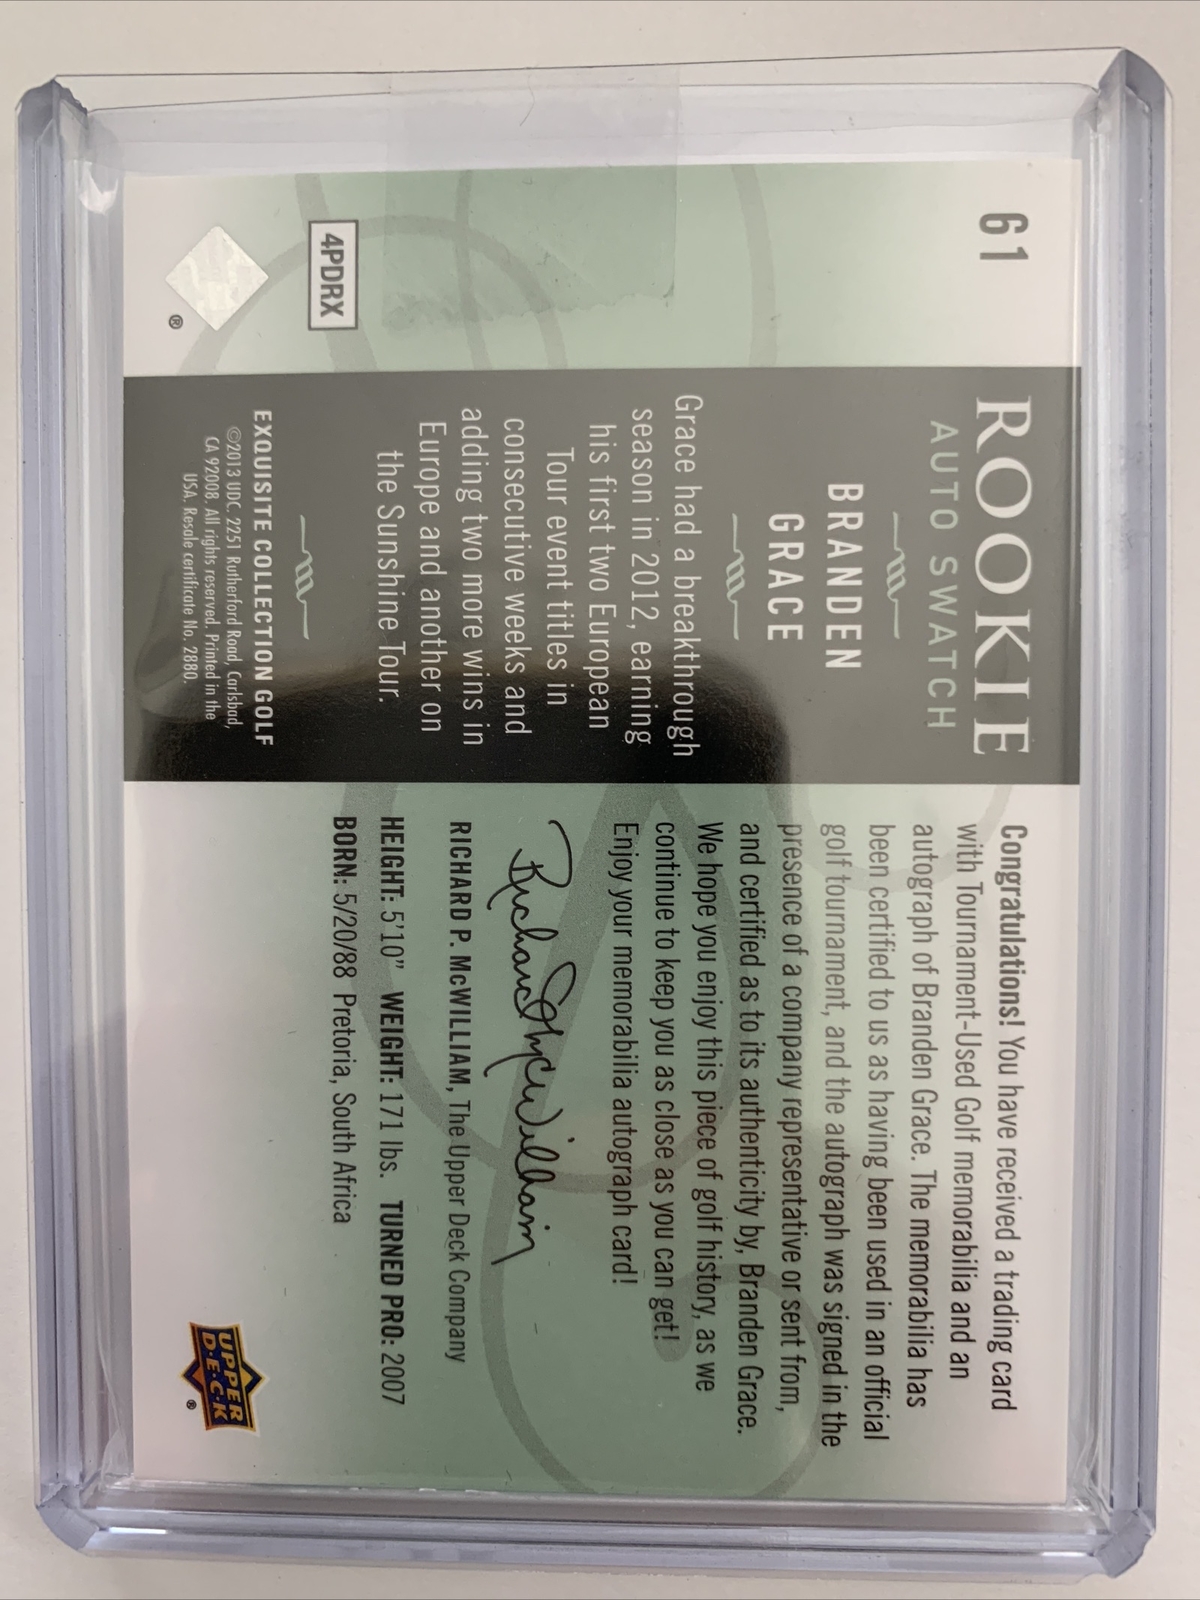 61
ROOKIE
AUTO SWATCH
BRANDEN
GRACE
Grace had a breakthrough
season in 2012, earning
his first two European
Tour event titles in
consecutive weeks and
adding two more wins in
Europe and another on
the Sunshine Tour.
EXQUISITE COLLECTION GOLF
©2013 UDC. 2251 Rutherford Road, Carlsbad,
CA 92008. All rights reserved. Printed in the
USA. Resale certificate No. 2880.
4PDRX
®
Congratulations! You have received a trading card
with Tournament-Used Golf memorabilia and an
autograph of Branden Grace. The memorabilia has
been certified to us as having been used in an official
golf tournament, and the autograph was signed in the
presence of a company representative or sent from,
and certified as to its authenticity by, Branden Grace.
We hope you enjoy this piece of golf history, as we
continue to keep you as close as you can get!
Enjoy your memorabilia autograph card!
Richard P. McWilliam
RICHARD P. McWILLIAM, The Upper Deck Company
HEIGHT: 5'10” WEIGHT: 171 lbs. TURNED PRO: 2007
BORN: 5/20/88 Pretoria, South Africa
UPPER
D.E.C.K
®